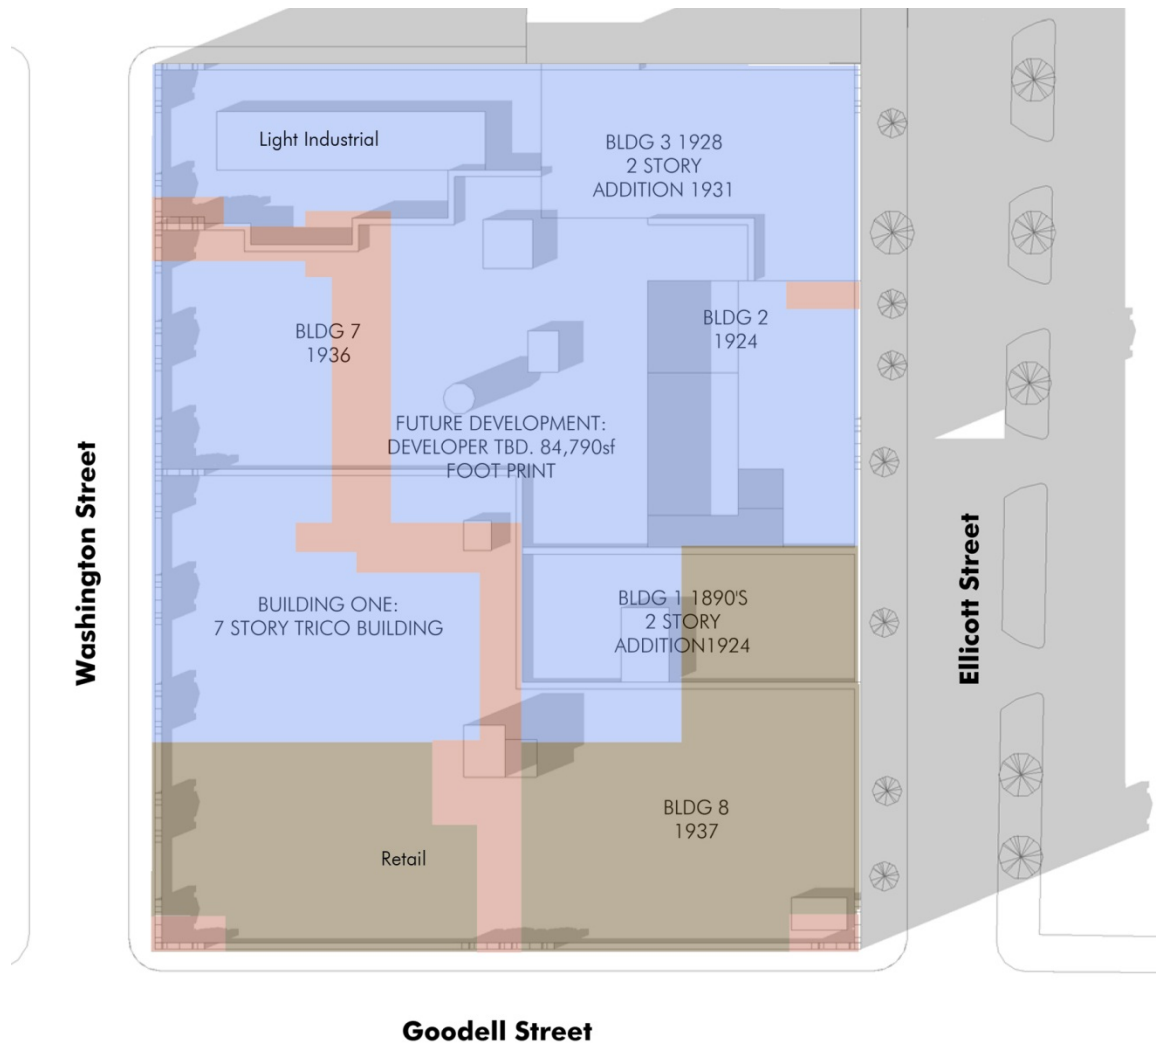 Light Industrial
BLDG 3 1928
2 STORY
ADDITION 1931
BLDG 7
1936
BLDG 2
1924
FUTURE DEVELOPMENT:
DEVELOPER TBD. 84,790sf
FOOT PRINT
Washington Street
Ellicott Street
BUILDING ONE:
7 STORY TRICO BUILDING
BLDG 1 1890'S
2 STORY
ADDITION1924
BLDG 8
1937
Retail
Goodell Street